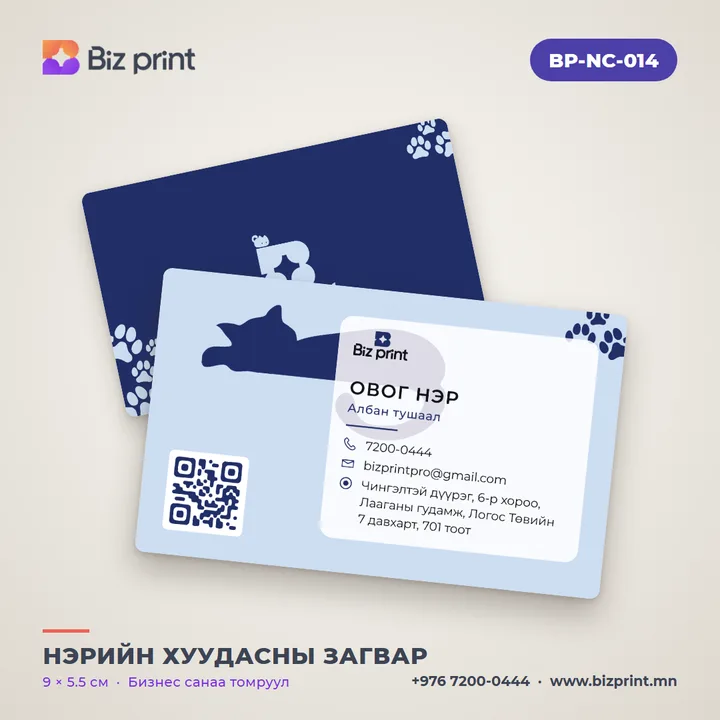 Biz print
BP-NC-014
Biz print
ОВОГ НЭР
Албан тушаал
7200-0444
bizprintpro@gmail.com
Чингэлтэй дүүрэг, 6-р хороо,
Лааганы гудамж, Логос Төвийн
7 давхарт, 701 тоот
НЭРИЙН ХУУДАСНЫ ЗАГВАР
9 × 5.5 см · Бизнес санаа томруул
+976 7200-0444 · www.bizprint.mn